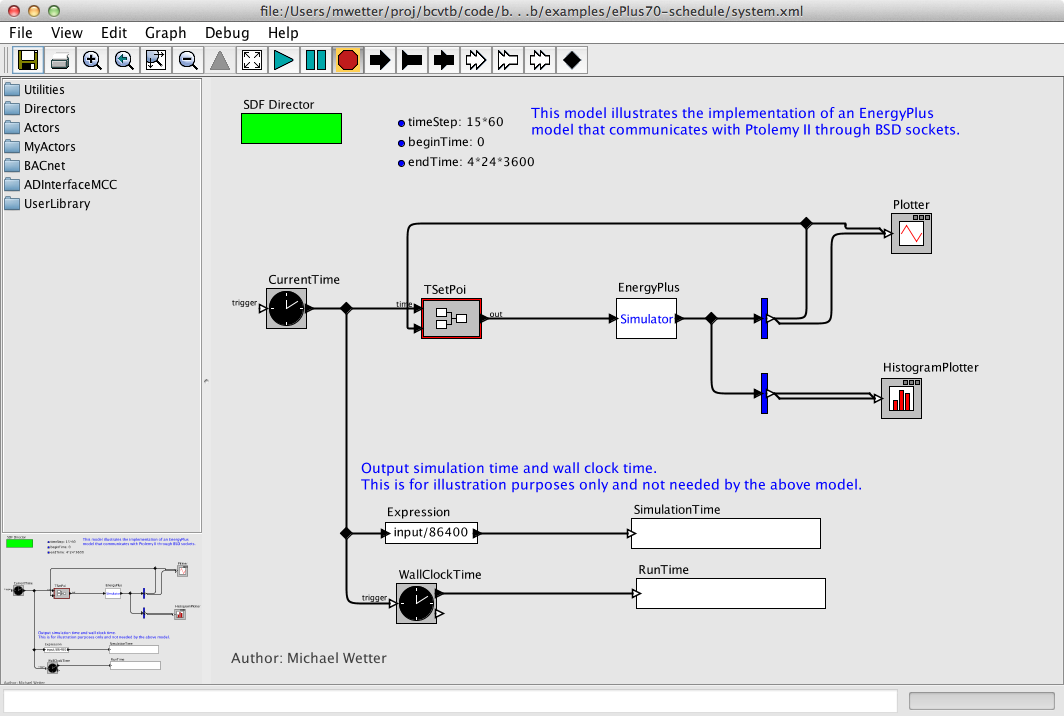 file:/Users/mwetter/proj/bcvtb/code/b. . .b/examples/ePlus70-schedule/system.xml
File View Edit Graph Debug Help
Utilities
Directors
Actors
MyActors
BACnet
ADInterfaceMCC
UserLibrary
SDF Director
timeStep: 15*60
beginTime: 0
endTime: 4*24*3600
This model illustrates the implementation of an EnergyPlus
model that communicates with Ptolemy II through BSD sockets.
Plotter
CurrentTime
trigger
TSetPoi
time
out
EnergyPlus
Simulator
HistogramPlotter
Output simulation time and wall clock time.
This is for illustration purposes only and not needed by the above model.
Expression
input/86400
SimulationTime
WallClockTime
trigger
RunTime
Author: Michael Wetter